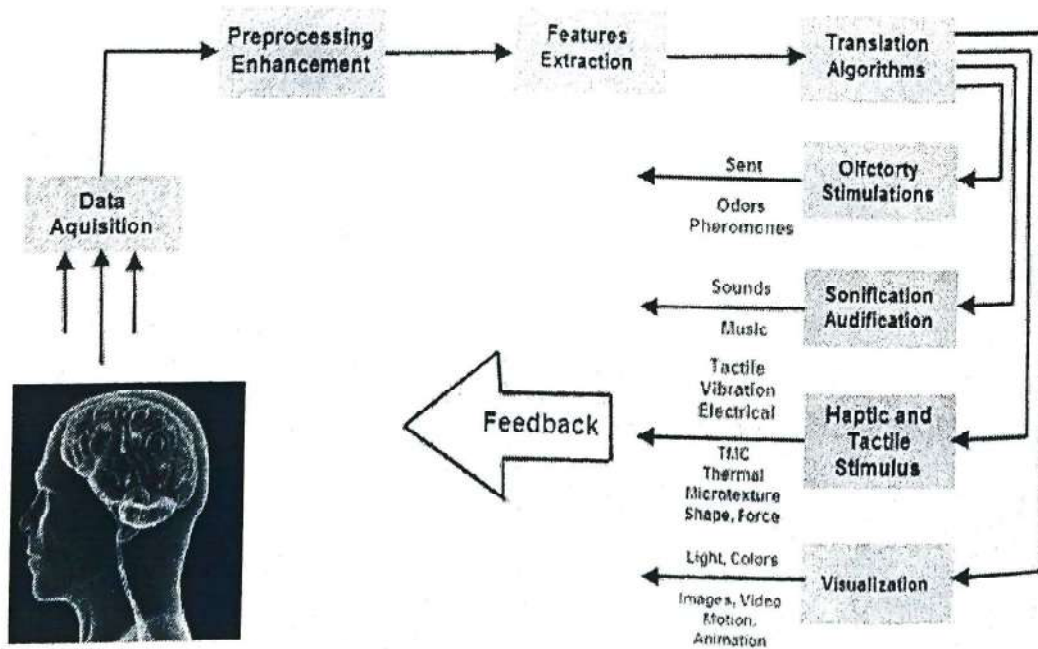 Preprocessing
Enhancement
Features
Extraction
Translation
Algorithms
Data
Aquisition
Sent
Odors
Pheromones
Olfctorty
Stimulations
Sounds
Music
Sonification
Audification
Tactile
Vibration
Electrical
TMC
Thermal
Microtexture
Shape, Force
Haptic and
Tactile
Stimulus
Feedback
Light, Colors
Images, Video
Motion,
Animation
Visualization